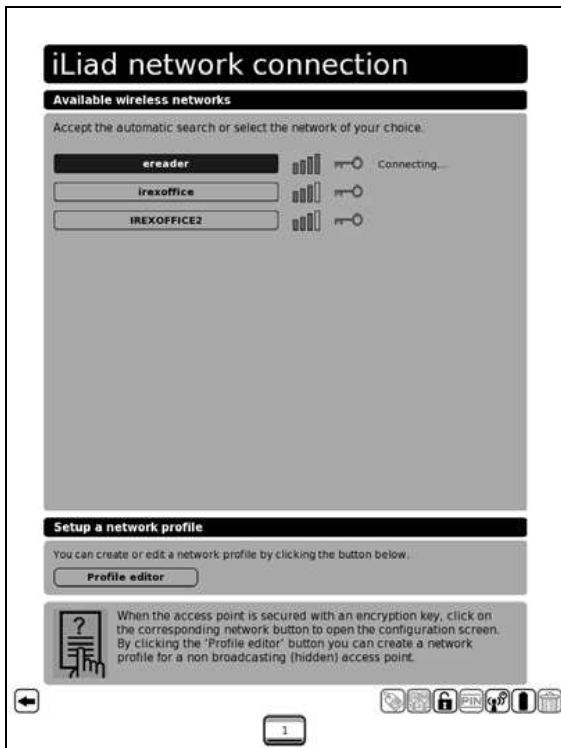 iLiad network connection
Available wireless networks
Accept the automatic search or select the network of your choice.
ereader Connecting...
irexoffice
IREXOFFICE2
Setup a network profile
You can create or edit a network profile by clicking the button below.
Profile editor
?
When the access point is secured with an encryption key, click on
the corresponding network button to open the configuration screen.
By clicking the 'Profile editor' button you can create a network
profile for a non broadcasting (hidden) access point.
PIN
1